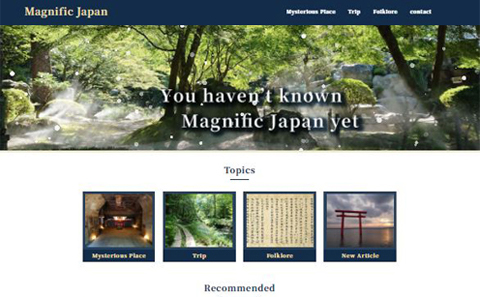 Magnific Japan
Mysterious Place Trip Folklore contact
You haven't known
Magnific Japan yet
Topics
Mysterious Place Trip Folklore New Article
Recommended